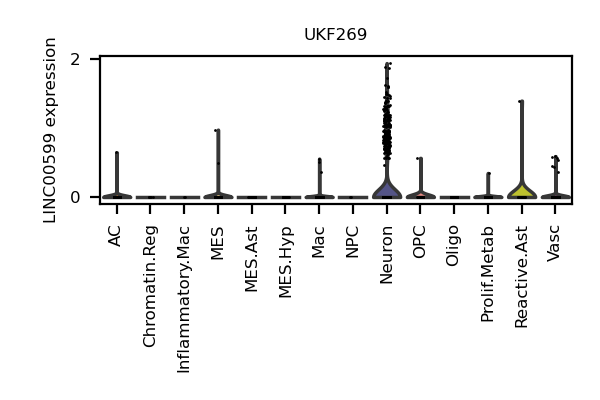 UKF269
LINC00599 expression
2
0
AC
Chromatin.Reg
Inflammatory.Mac
MES
MES.Ast
MES.Hyp
Mac
NPC
Neuron
OPC
Oligo
Prolif.Metab
Reactive.Ast
Vasc